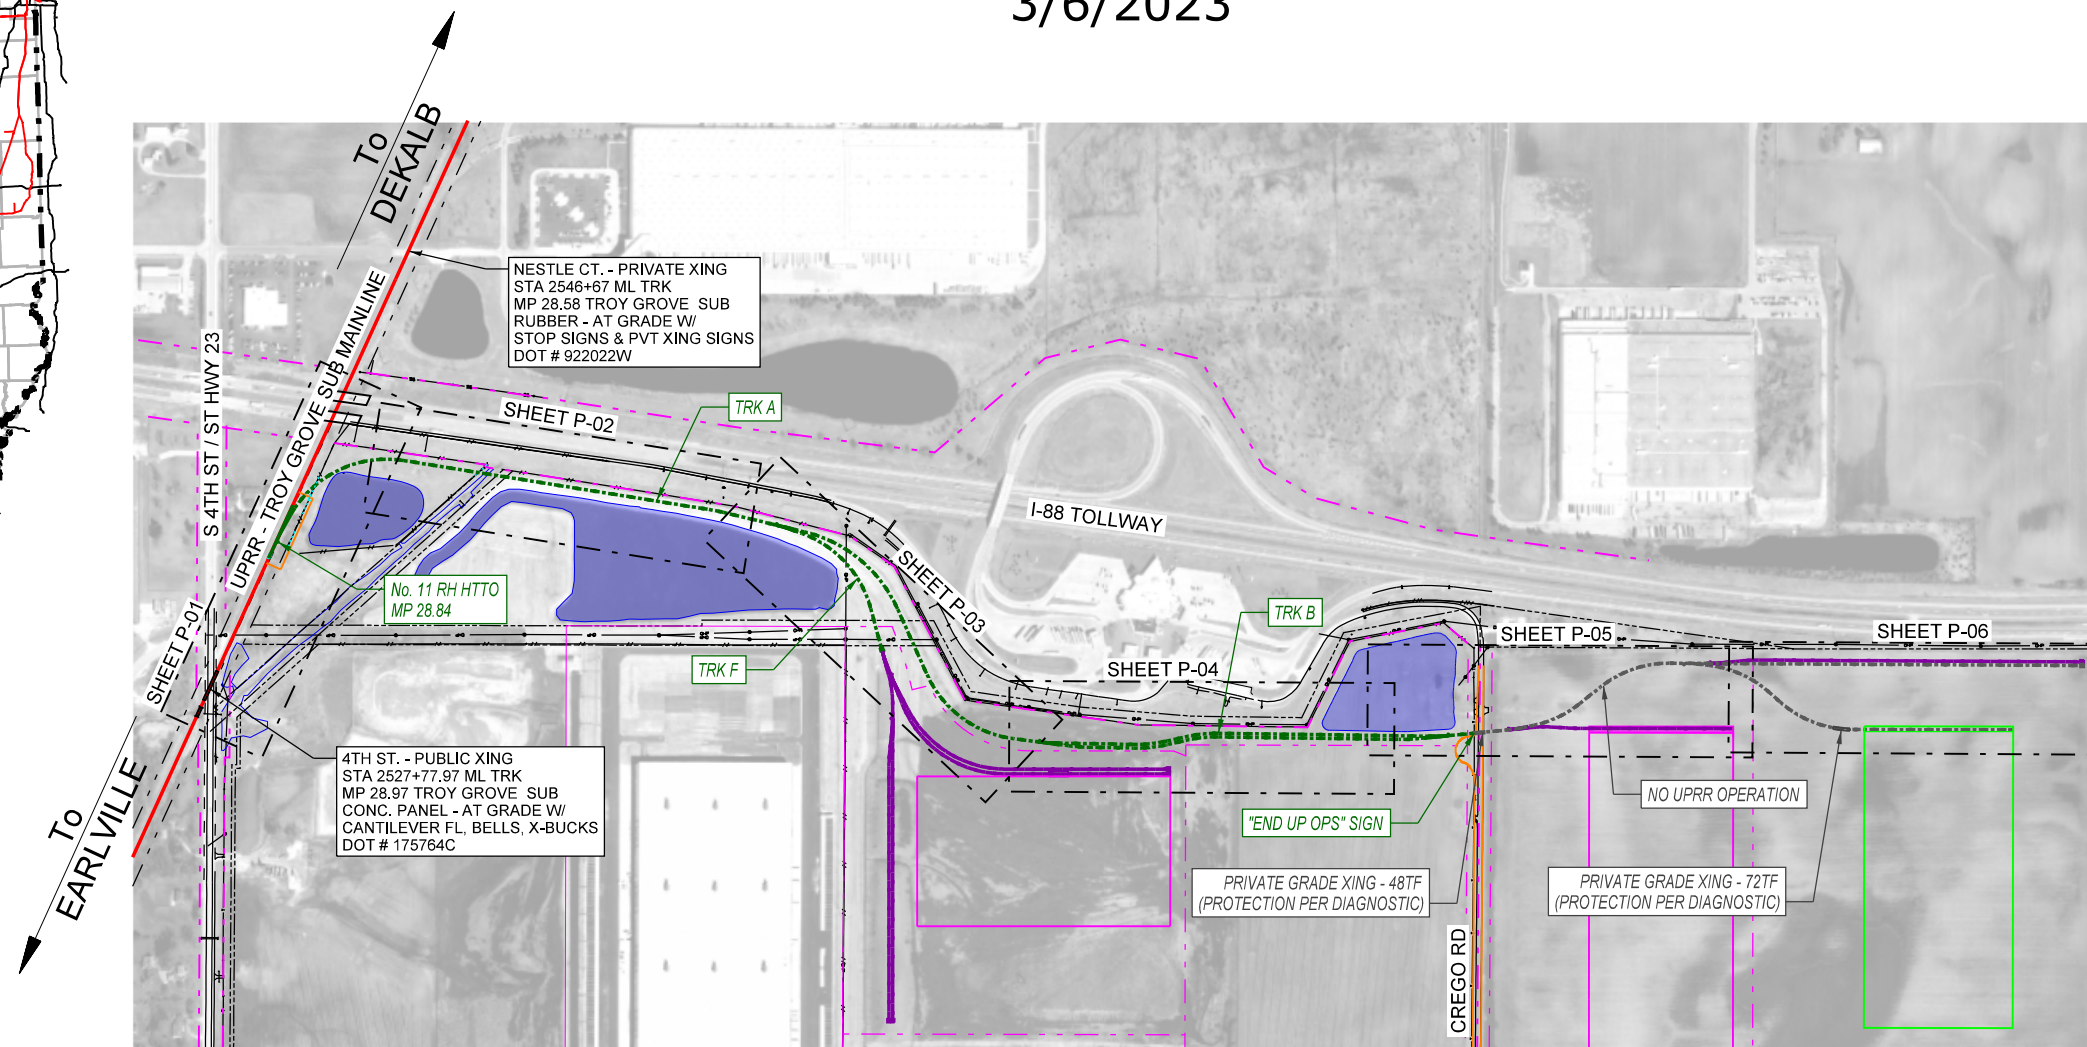 3/6/2023
To
DEKALB
NESTLE CT. - PRIVATE XING
STA 2546+67 ML TRK
MP 28.58 TROY GROVE SUB
RUBBER - AT GRADE W/
STOP SIGNS & PVT XING SIGNS
DOT # 922022W
S 4TH ST / ST HWY 23
UPRR - TROY GROVE SUB MAINLINE
SHEET P-02
TRK A
I-88 TOLLWAY
SHEET P-03
No. 11 RH HTTO
MP 28.84
SHEET P-01
TRK F
TRK B
SHEET P-04
SHEET P-05
SHEET P-06
4TH ST. - PUBLIC XING
STA 2527+77.97 ML TRK
MP 28.97 TROY GROVE SUB
CONC. PANEL - AT GRADE W/
CANTILEVER FL, BELLS, X-BUCKS
DOT # 175764C
To
EARLVILLE
NO UPRR OPERATION
"END UP OPS" SIGN
PRIVATE GRADE XING - 48TF
(PROTECTION PER DIAGNOSTIC)
PRIVATE GRADE XING - 72TF
(PROTECTION PER DIAGNOSTIC)
CREGO RD